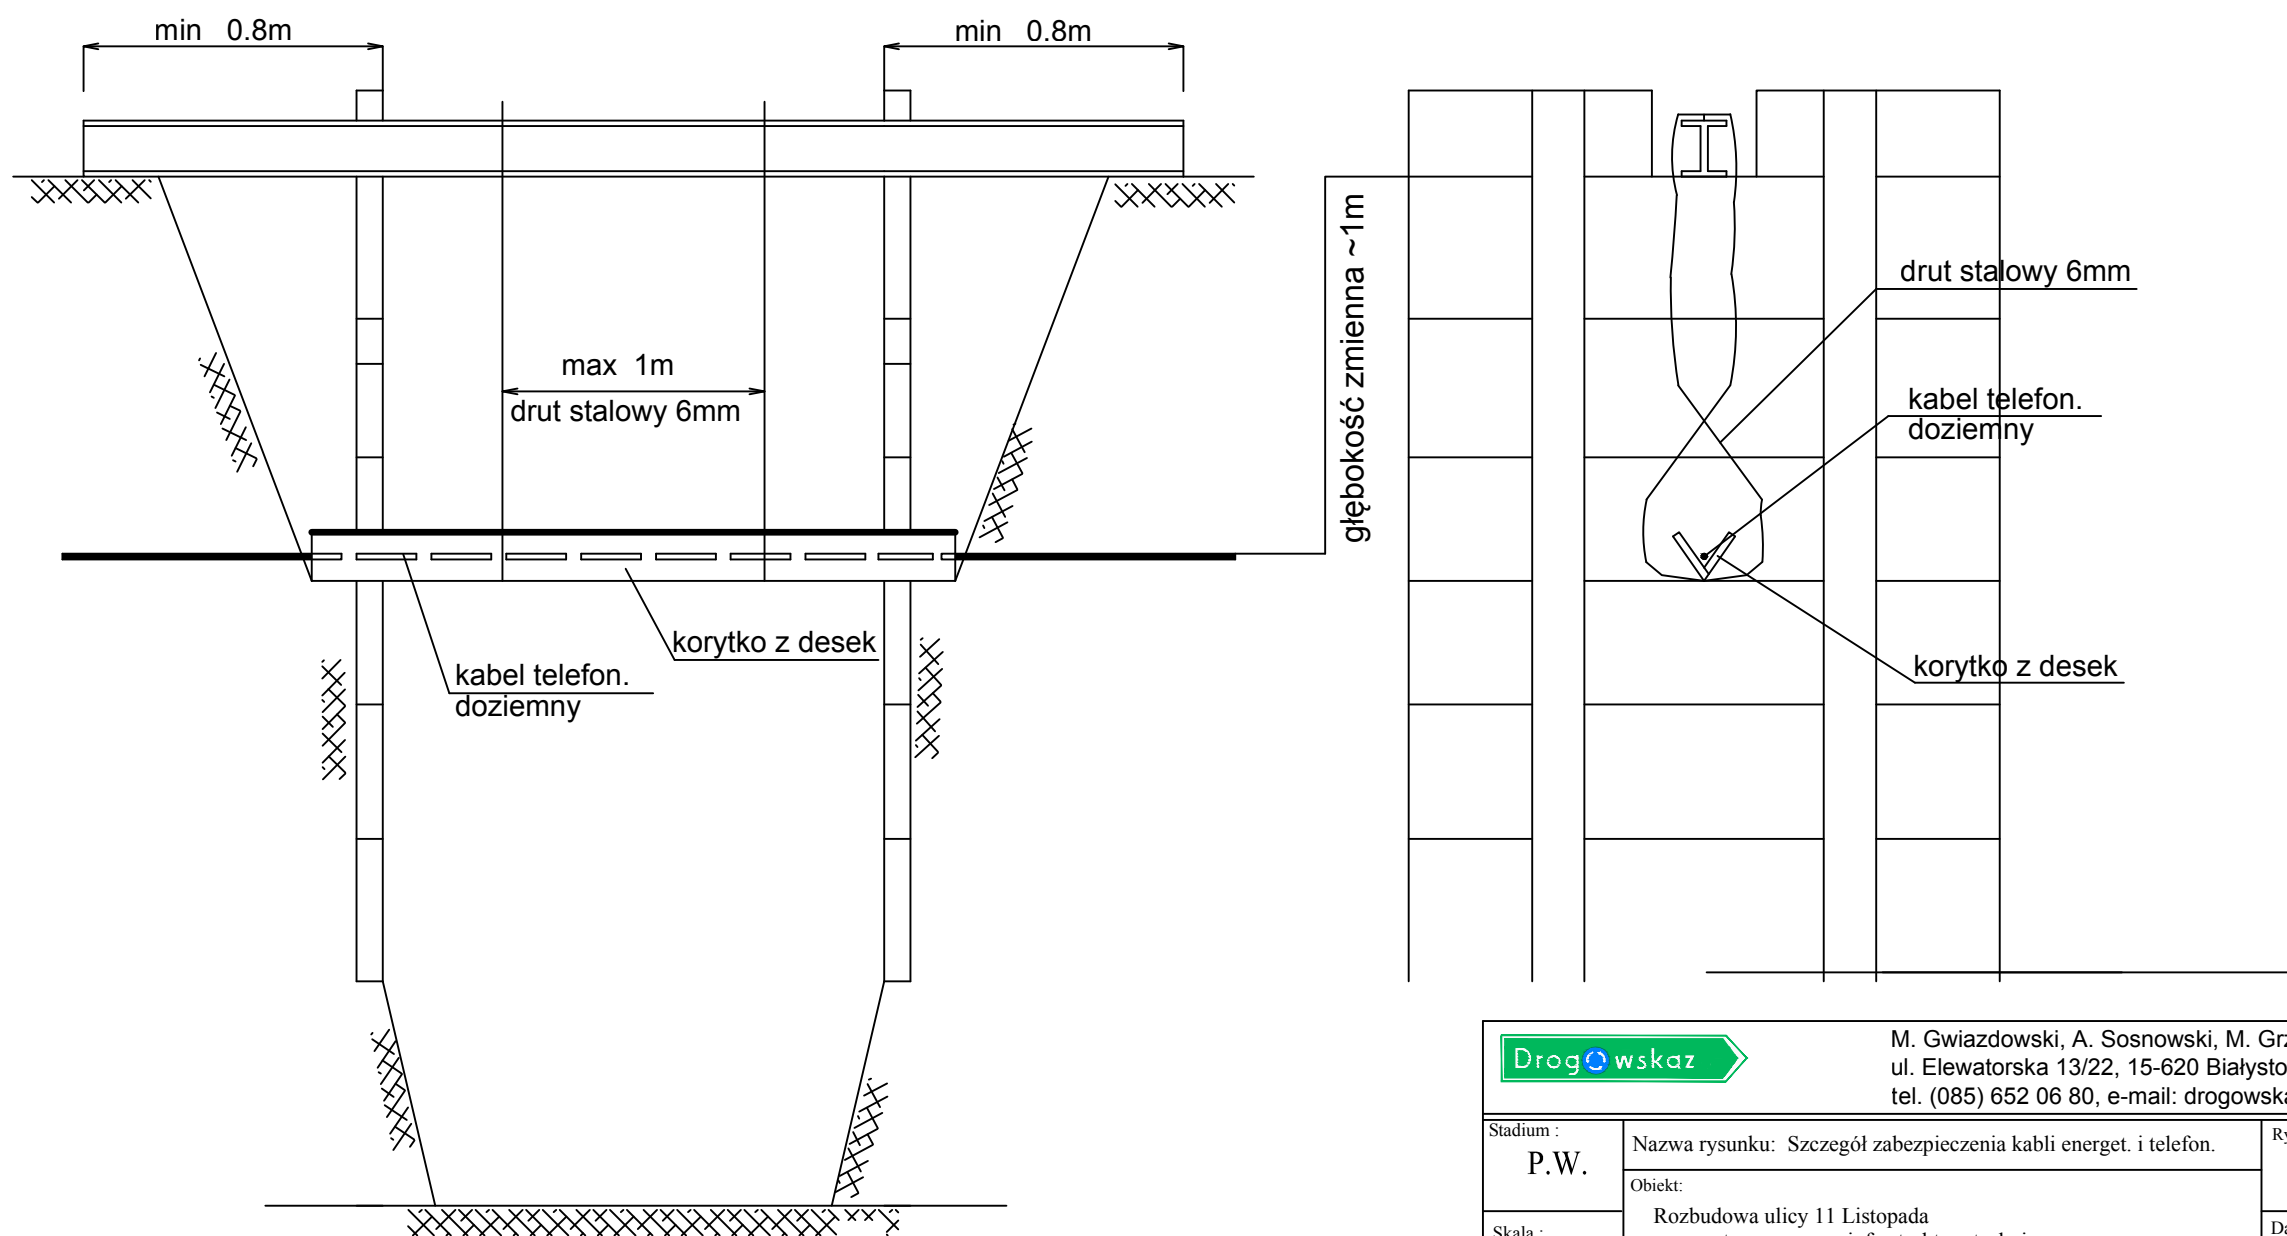 min 0.8m
min 0.8m
głębokość zmienna ~1m
drut stalowy 6mm
max 1m
drut stalowy 6mm
kabel telefon.
doziemny
korytko z desek
kabel telefon.
doziemny
korytko z desek
Drogowskaz
M. Gwiazdowski, A. Sosnowski, M.
ul. Elewatorska 13/22, 15-620
tel. (085) 652 06 80, e-mail:
Stadium :
P.W.
Nazwa rysunku: Szczegół zabezpieczenia kabli energet. i telefon.
Obiekt:
Rozbudowa ulicy 11 Listopada
Skala :